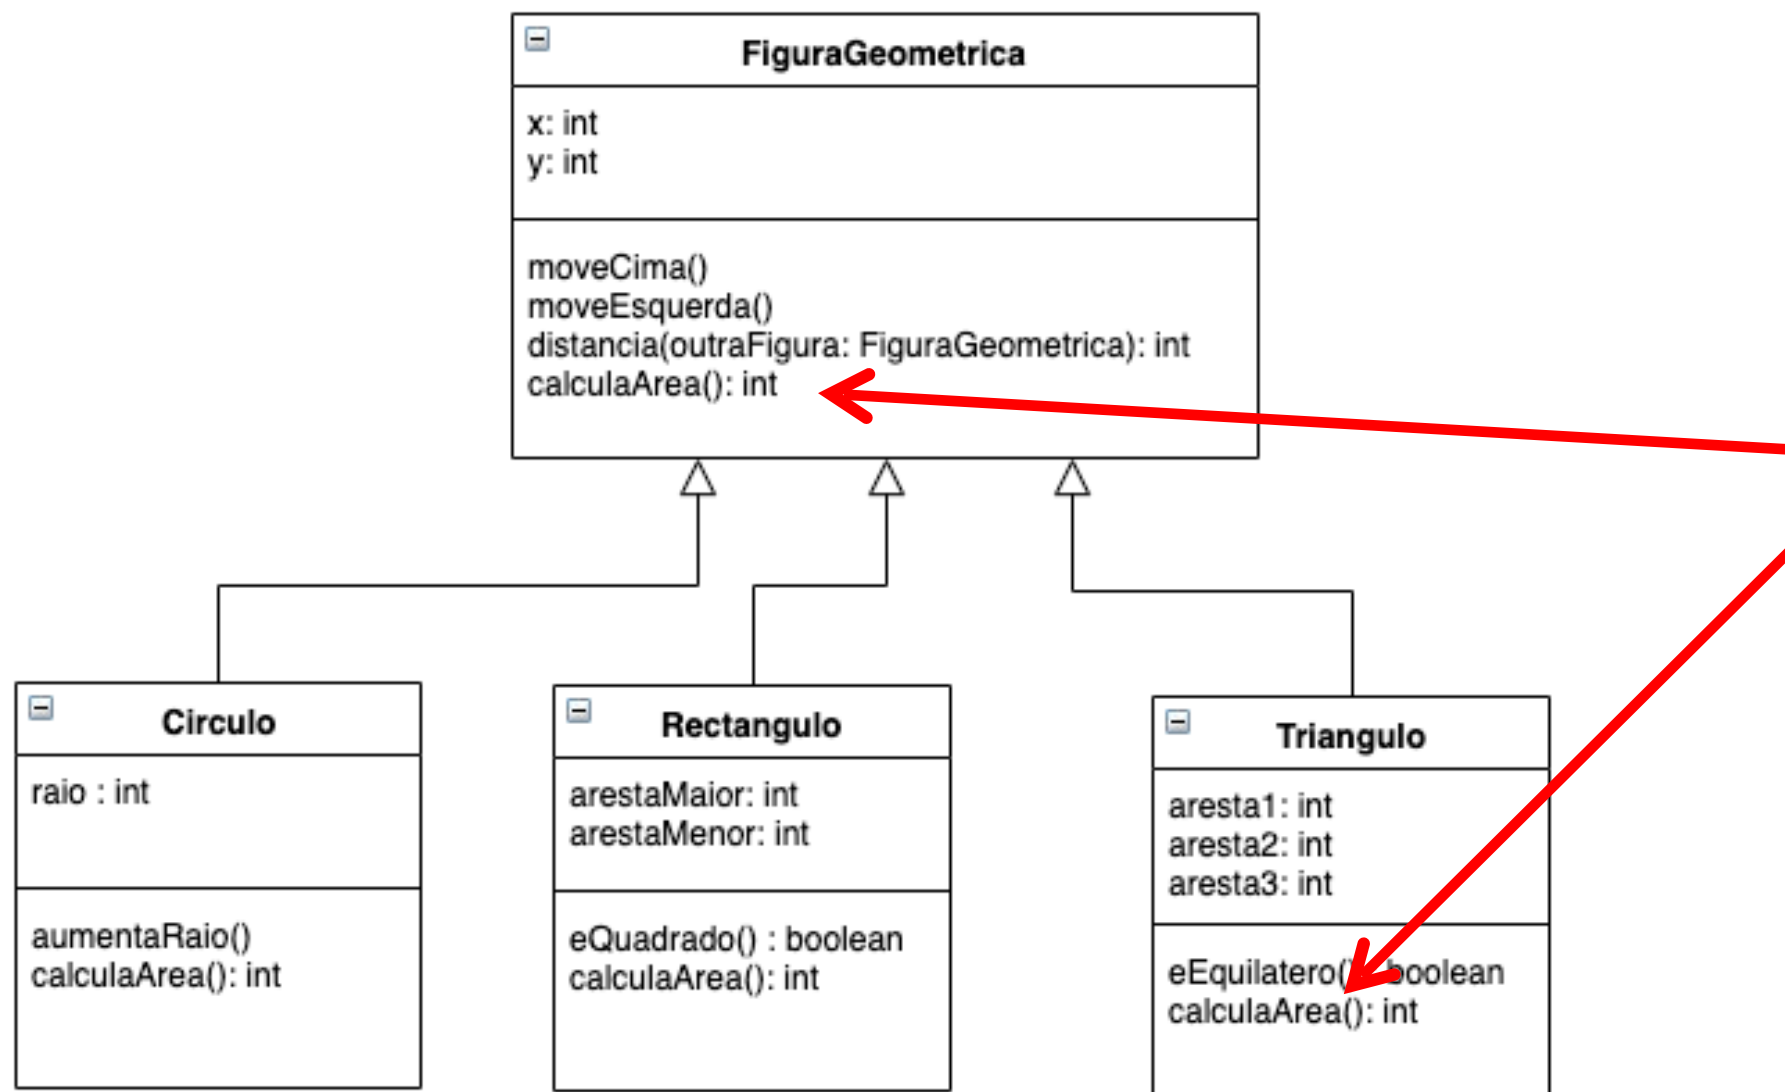 FiguraGeometrica
x: int
y: int
moveCima()
moveEsquerda()
distancia(outraFigura: FiguraGeometrica): int
calculaArea(): int
Circulo
raio : int
aumentaRaio()
calculaArea(): int
Rectangulo
arestaMaior: int
arestaMenor: int
eQuadrado() : boolean
calculaArea(): int
Triangulo
aresta1: int
aresta2: int
aresta3: int
eEquilatero() : boolean
calculaArea(): int